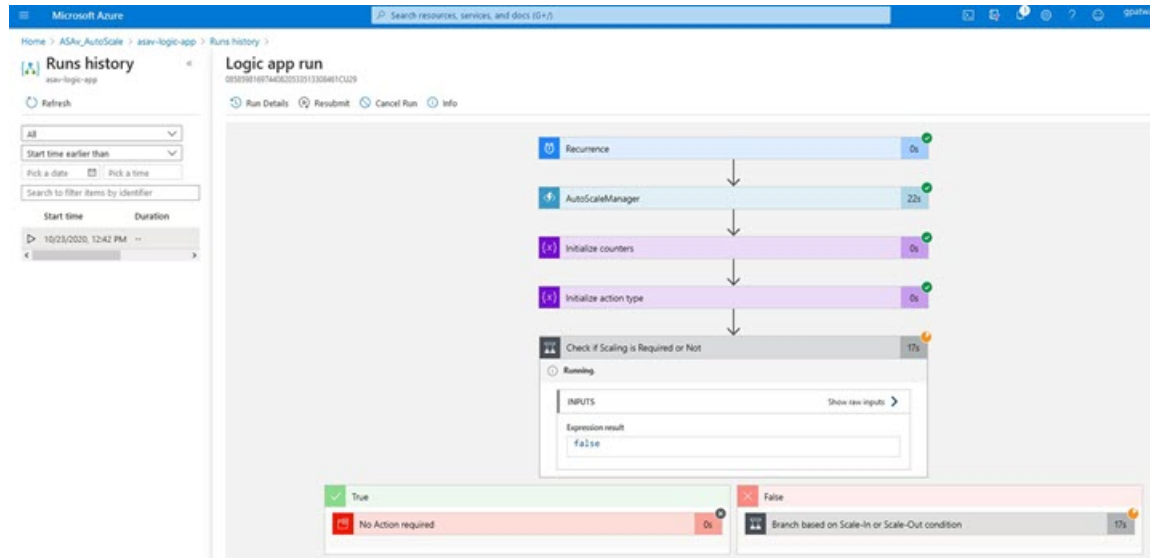 Microsoft Azure
Search resources, services, and docs (G+/)
Home > ASAv_AutoScale > asav-logic-app > Runs history >
Runs history
asav-logic-app
Refresh
All
Start time earlier than
Pick a date
Pick a time
Search to filter items by identifier
Start time Duration
10/23/2020, 12:42 PM --
Logic app run
Run Details Resubmit Cancel Run Info
Recurrence 0s
AutoScaleManager 22s
Initialize counters 0s
Initialize action type 0s
Check if Scaling is Required or Not 17s
Running.
INPUTS Show raw inputs
Expression result
false
True
No Action required 0s
False
Branch based on Scale-In or Scale-Out condition 17s